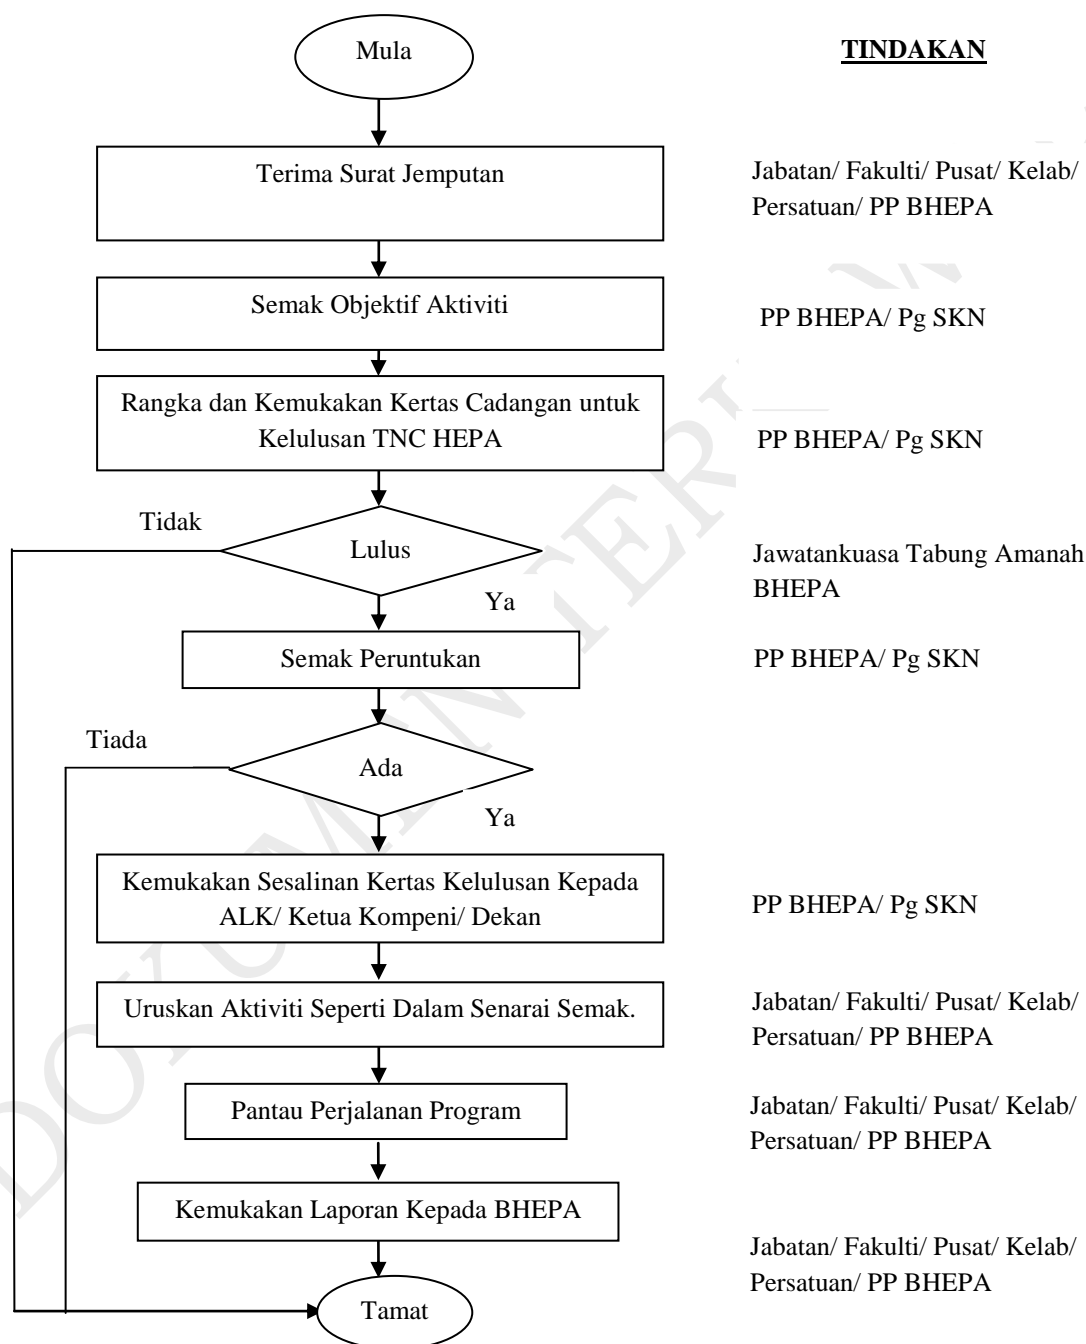 Mula
TINDAKAN
Terima Surat Jemputan
Jabatan/ Fakulti/ Pusat/ Kelab/
Persatuan/ PP BHEPA
Semak Objektif Aktiviti
PP BHEPA/ Pg SKN
Rangka dan Kemukakan Kertas Cadangan untuk
Kelulusan TNC HEPA
PP BHEPA/ Pg SKN
Tidak
Lulus
Jawatankuasa Tabung Amanah
BHEPA
Ya
Semak Peruntukan
PP BHEPA/ Pg SKN
Tiada
Ada
Ya
Kemukakan Sesalinan Kertas Kelulusan Kepada
ALK/ Ketua Kompeni/ Dekan
PP BHEPA/ Pg SKN
Uruskan Aktiviti Seperti Dalam Senarai Semak.
Jabatan/ Fakulti/ Pusat/ Kelab/
Persatuan/ PP BHEPA
Pantau Perjalanan Program
Jabatan/ Fakulti/ Pusat/ Kelab/
Persatuan/ PP BHEPA
Kemukakan Laporan Kepada BHEPA
Jabatan/ Fakulti/ Pusat/ Kelab/
Persatuan/ PP BHEPA
Tamat